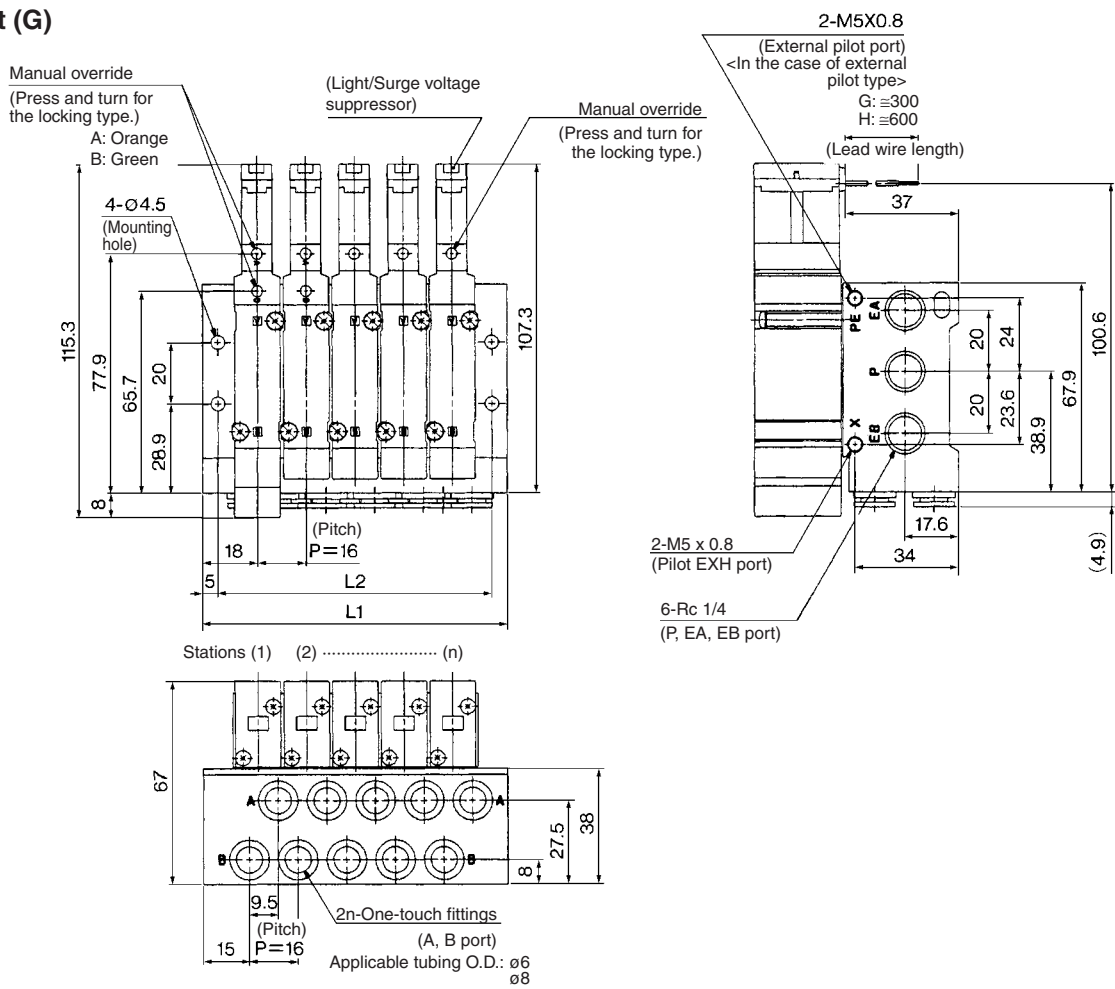 t (G)
2-M5X0.8
(External pilot port)
<In the case of external
pilot type>
G: ≅300
H: ≅600
(Lead wire length)
Manual override
(Press and turn for
the locking type.)
A: Orange
B: Green
(Light/Surge voltage
suppressor)
Manual override
(Press and turn for
the locking type.)
4-Ø4.5
(Mounting
hole)
115.3
77.9
65.7
20
28.9
8
107.3
18
(Pitch)
P=16
5
L2
L1
37
PE
EA
P
X
EB
20
24
20
23.6
38.9
67.9
100.6
17.6
34
(4.9)
2-M5 x 0.8
(Pilot EXH port)
6-Rc 1/4
(P, EA, EB port)
Stations (1) (2) ························ (n)
67
A A
B B
8
27.5
38
9.5
(Pitch)
15 P=16
2n-One-touch fittings
(A, B port)
Applicable tubing O.D.: ø6
ø8